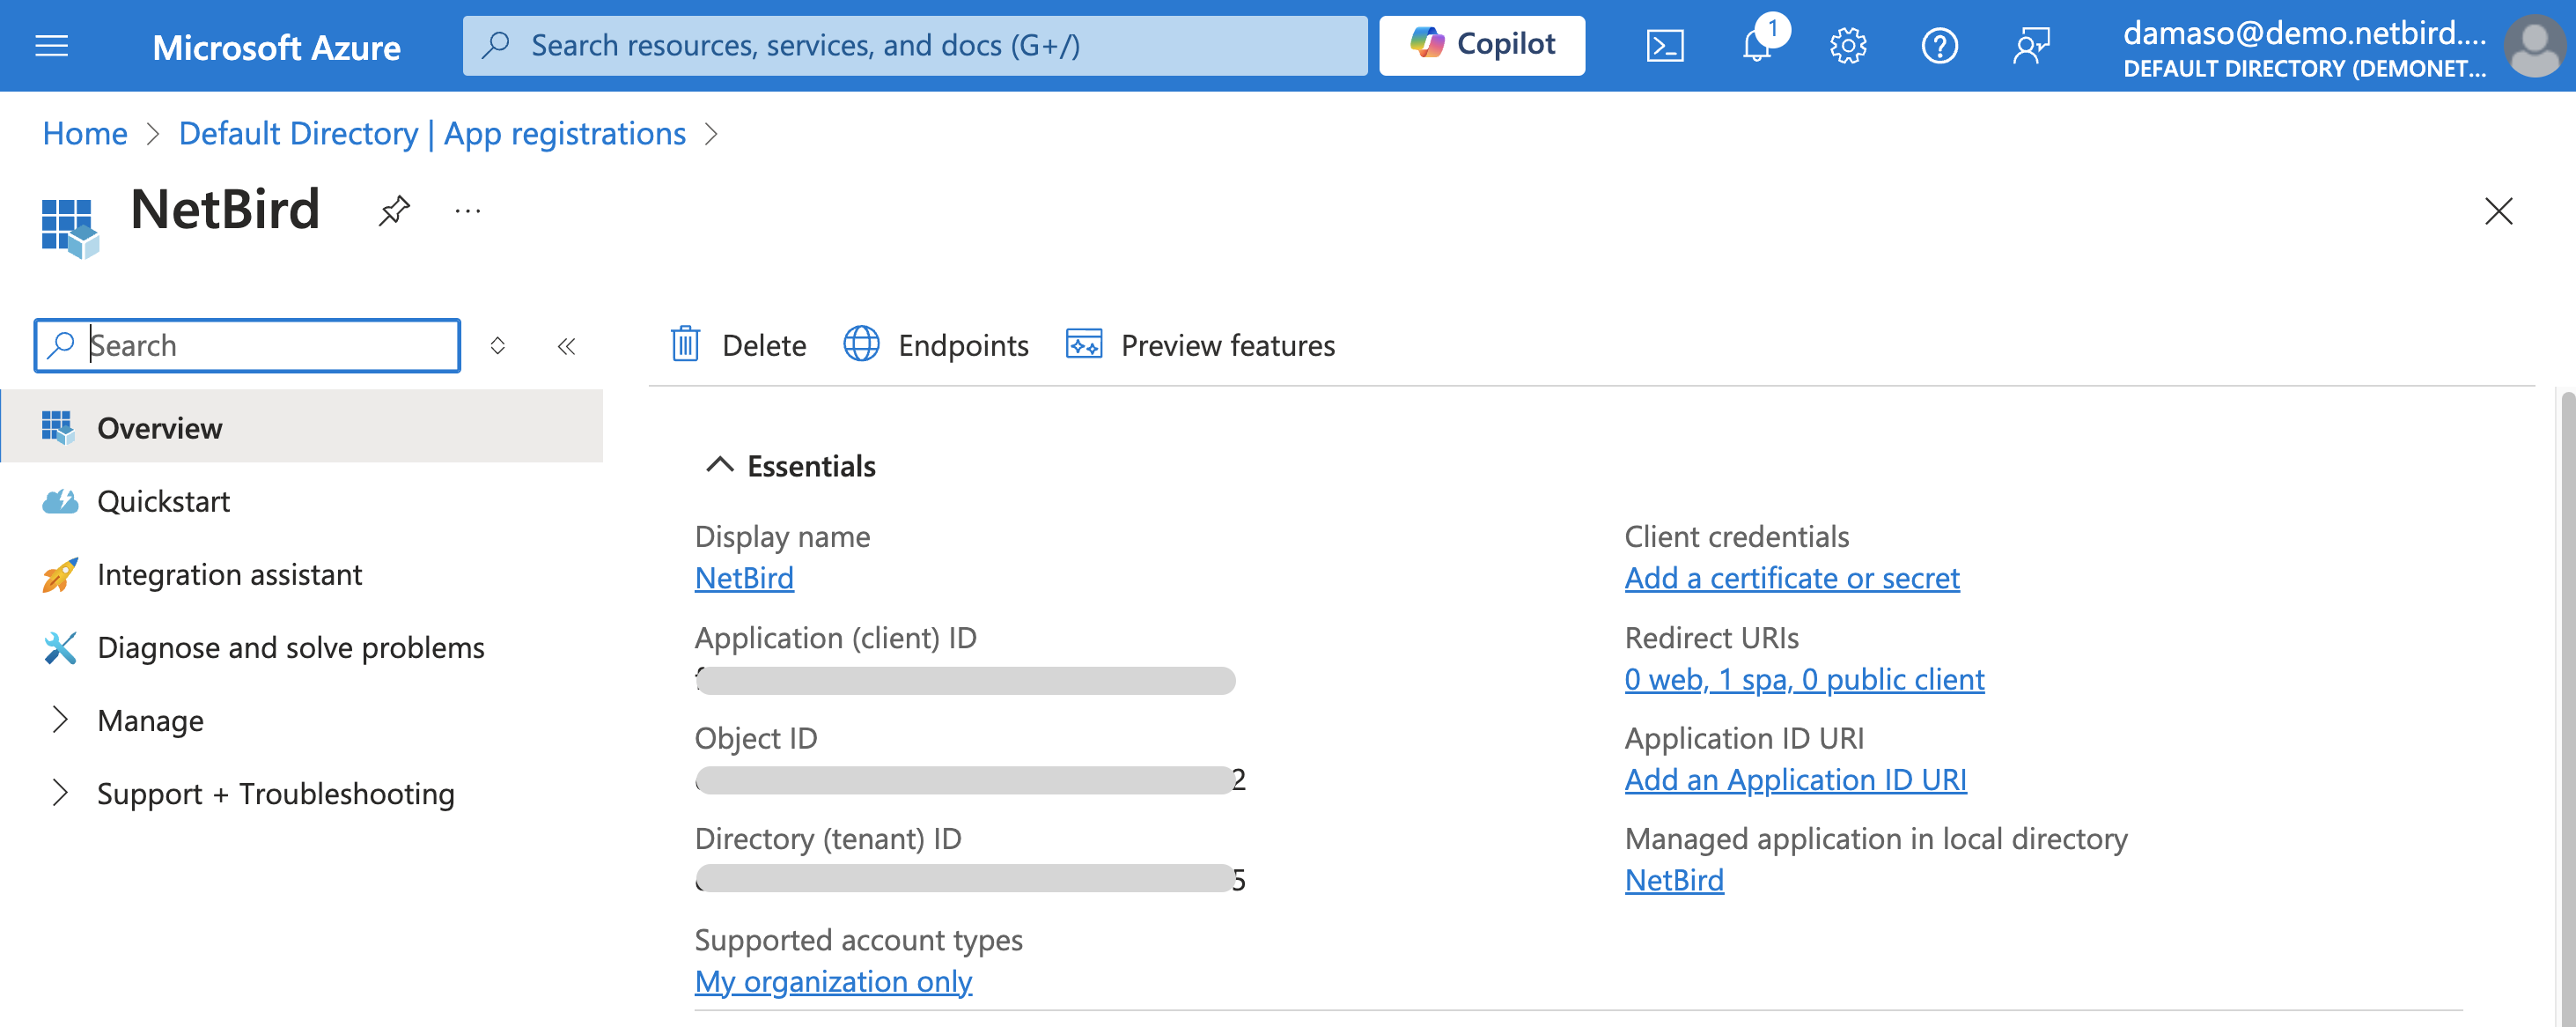 Microsoft Azure
Search resources, services, and docs (G+/)
Copilot
1
damaso@demo.netbird....
DEFAULT DIRECTORY (DEMONET...
Home > Default Directory | App registrations >
NetBird
...
Search
Delete
Endpoints
Preview features
Overview
Quickstart
Integration assistant
Diagnose and solve problems
Manage
Support + Troubleshooting
Essentials
Display name
NetBird
Application (client) ID
Object ID
2
Directory (tenant) ID
5
Supported account types
My organization only
Client credentials
Add a certificate or secret
Redirect URIs
0 web, 1 spa, 0 public client
Application ID URI
Add an Application ID URI
Managed application in local directory
NetBird